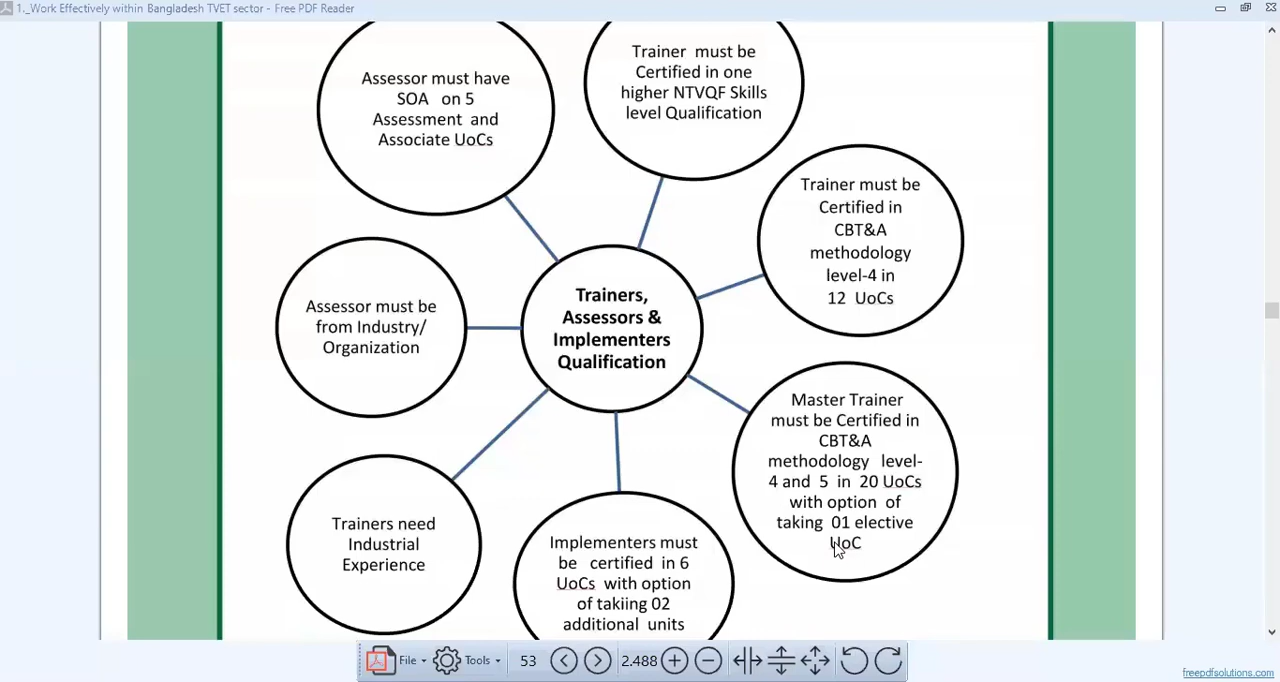 1._Work Effectively within Bangladesh TVET sector - Free PDF Reader
Assessor must have
SOA on 5
Assessment and
Associate UoCs
Trainer must be
Certified in one
higher NTVQF Skills
level Qualification
Trainer must be
Certified in
CBT&A
methodology
level-4 in
12 UoCs
Assessor must be
from Industry/
Organization
Trainers,
Assessors &
Implementers
Qualification
Master Trainer
must be Certified in
CBT&A
methodology level-
4 and 5 in 20 UoCs
with option of
taking 01 elective
UoC
Trainers need
Industrial
Experience
Implementers must
be certified in 6
UoCs with option
of takiing 02
additional units
File Tools 53 2.488
freepdfsolutions.com